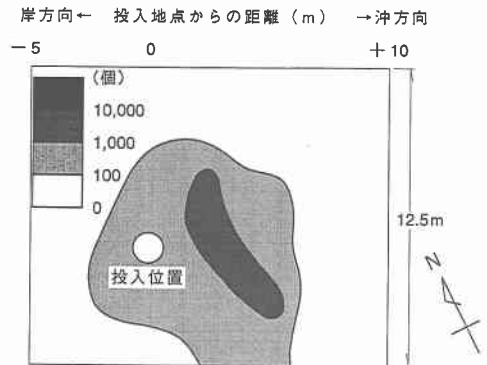 岸方向← 投入地点からの距離（m） →沖方向
－5 0 ＋10
（個）
10,000
1,000
100
0
12.5m
投入位置
N